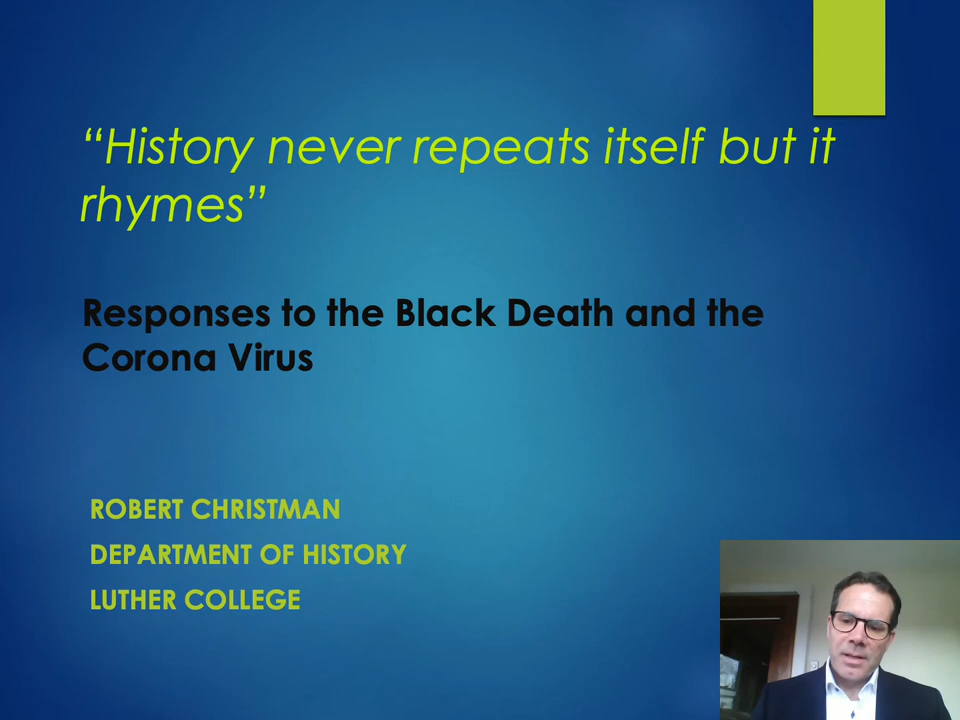 “History never repeats itself but it
rhymes”
Responses to the Black Death and the
Corona Virus
ROBERT CHRISTMAN
DEPARTMENT OF HISTORY
LUTHER COLLEGE